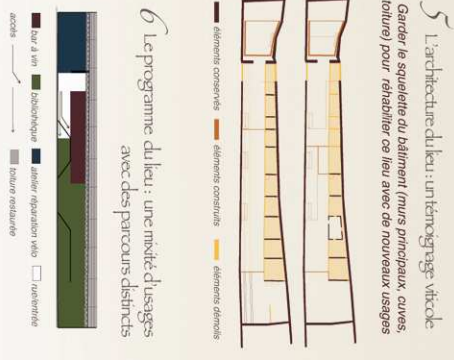 5 L'architecture du lieu : un témoignage viticole
Garder le squelette du bâtiment (murs principaux, cuves,
toiture) pour réhabiliter ce lieu avec de nouveaux usages
éléments conservés
éléments construits
éléments démolis
6 Le programme du lieu : une mixité d'usages
avec des parcours distincts
bar à vin
bibliothèque
atelier réparation vélo
rue/entrée
accès
toiture restaurée